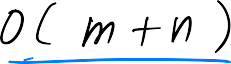 O( m + n )